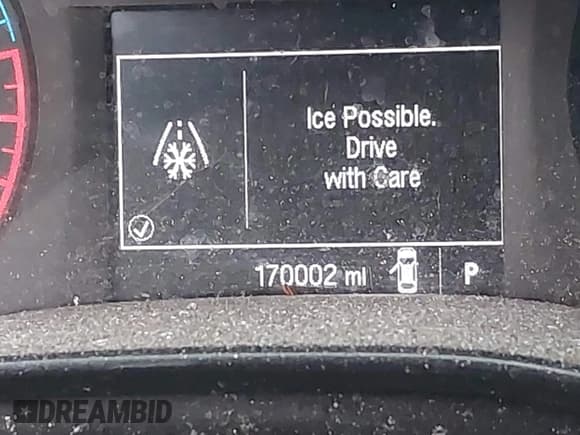 Ice Possible.
Drive
with Care
170002 mi
P
DREAMBID